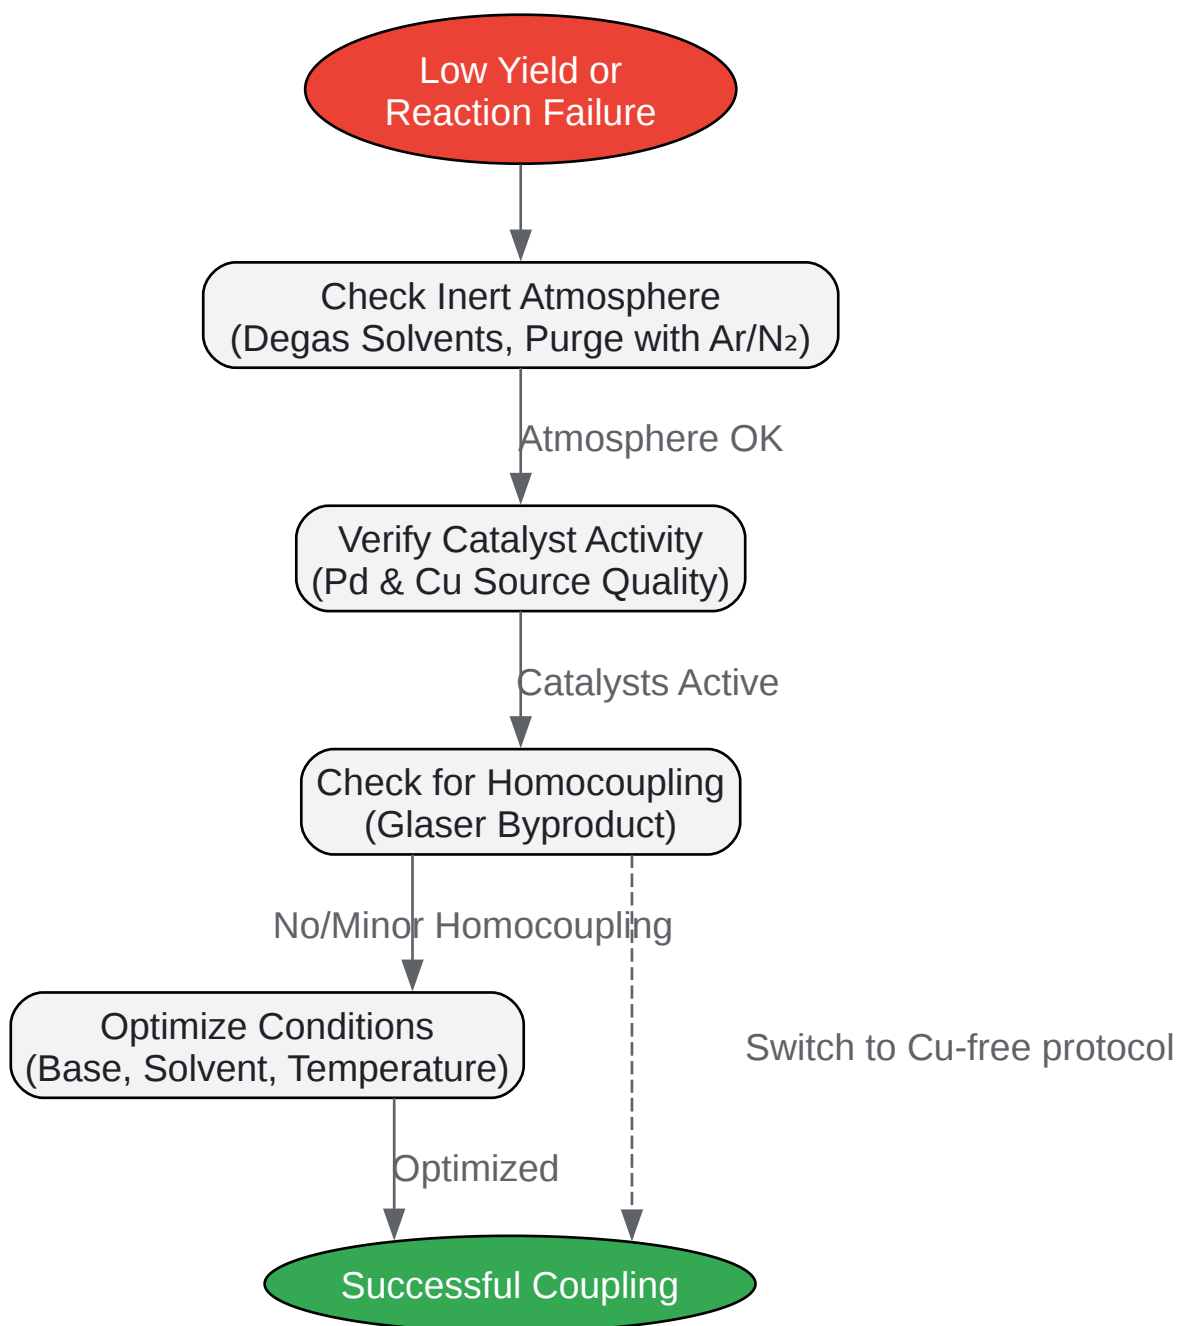 Low Yield or
Reaction Failure
Check Inert Atmosphere
(Degas Solvents, Purge with Ar/N₂)
Atmosphere OK
Verify Catalyst Activity
(Pd & Cu Source Quality)
Catalysts Active
Check for Homocoupling
(Glaser Byproduct)
No/Minor Homocoupling
Optimize Conditions
(Base, Solvent, Temperature)
Switch to Cu-free protocol
Optimized
Successful Coupling